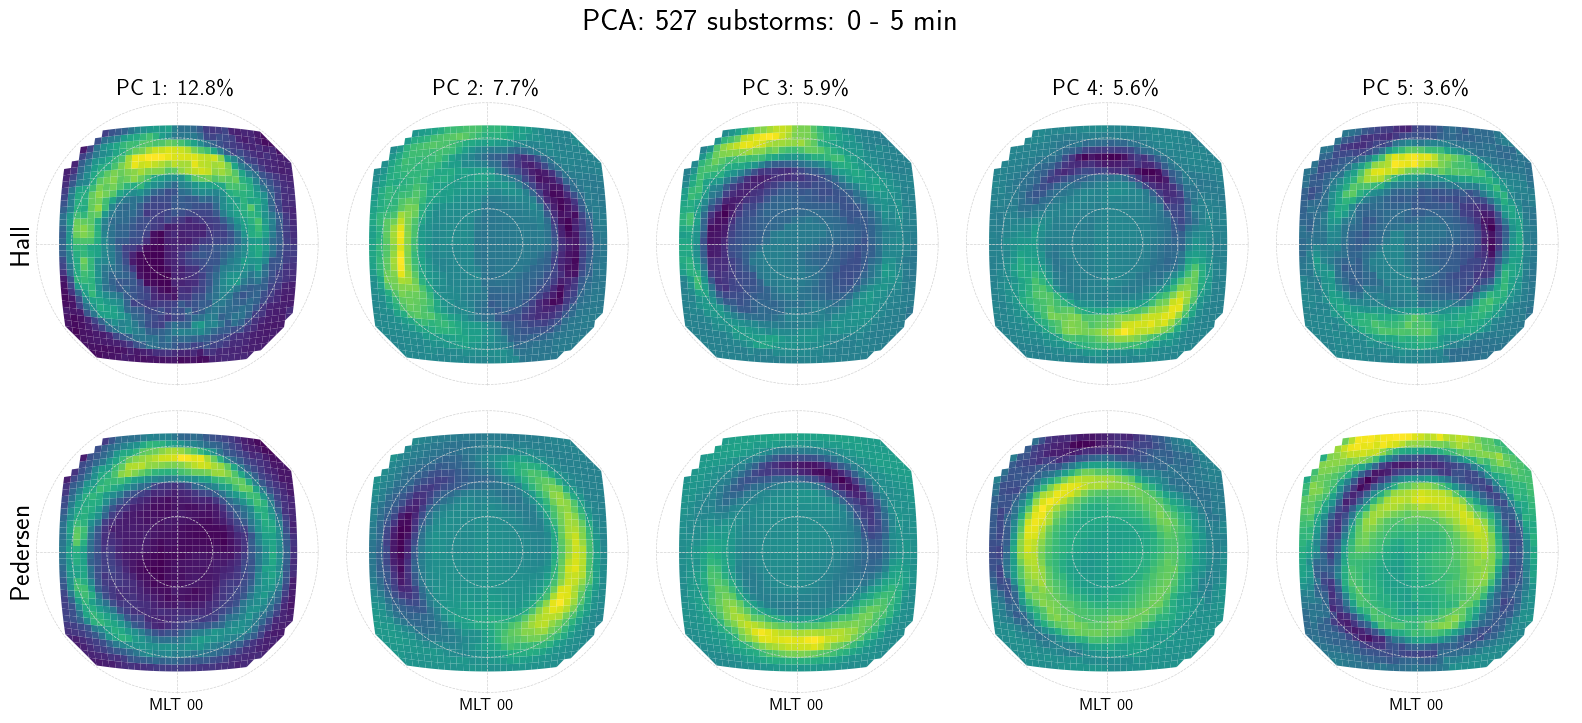 PCA: 527 substorms: 0 - 5 min
PC 1: 12.8%
PC 2: 7.7%
PC 3: 5.9%
PC 4: 5.6%
PC 5: 3.6%
Hall
Pedersen
MLT 00
MLT 00
MLT 00
MLT 00
MLT 00